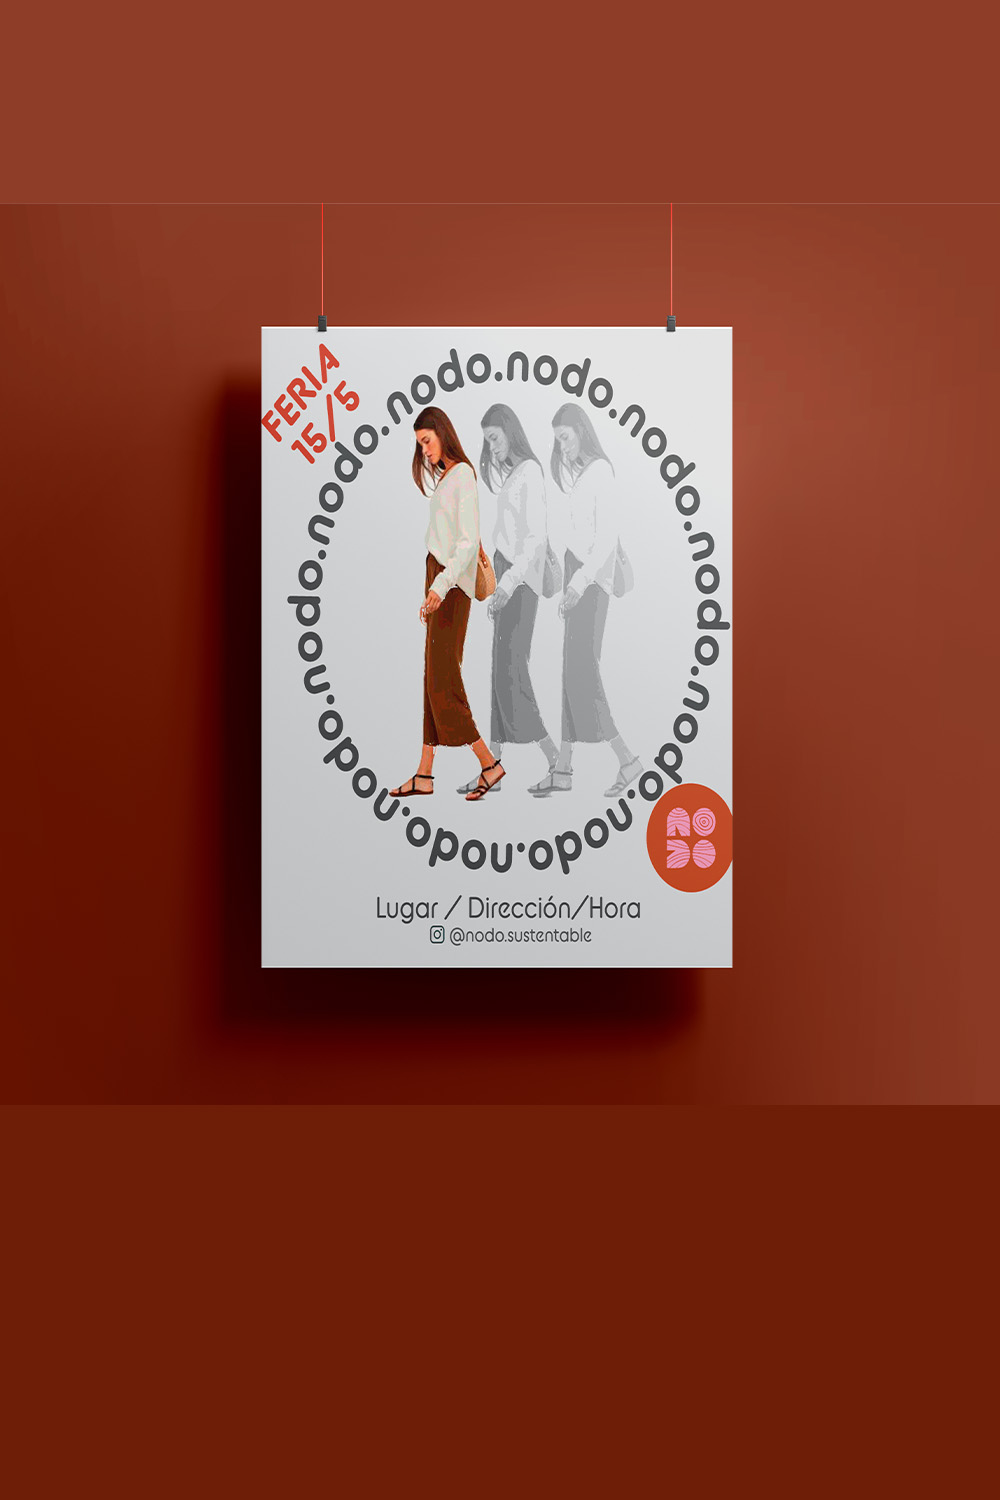 FERIA
15/5
nodo.nodo.nodo.nodo.nodo.nodo.nodo.nodo.nodo.nodo.
NO
DO
Lugar / Dirección/Hora
@nodo.sustentable